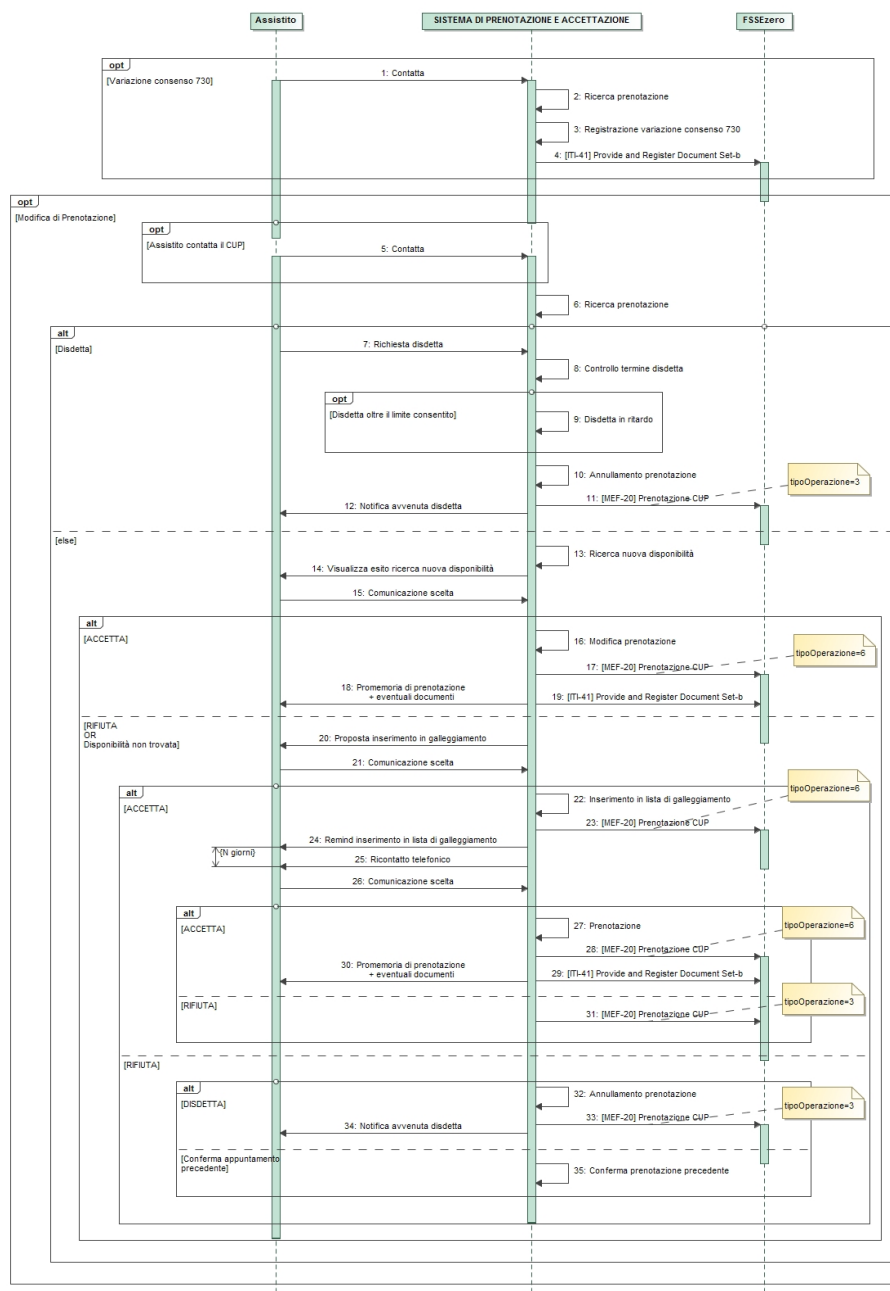 Assistito
SISTEMA DI PRENOTAZIONE E ACCETTAZIONE
FSSEzero
opt
[Variazione consenso 730]
1: Contatta
2: Ricerca prenotazione
3: Registrazione variazione consenso 730
4: [ITI-41] Provide and Register Document Set-b
opt
[Modifica di Prenotazione]
opt
[Assistito contatta il CUP]
5: Contatta
6: Ricerca prenotazione
alt
[Disdetta]
7: Richiesta disdetta
8: Controllo termine disdetta
opt
[Disdetta oltre il limite consentito]
9: Disdetta in ritardo
10: Annullamento prenotazione
tipoOperazione=3
11: [MEF-20] Prenotazione CUP
12: Notifica avvenuta disdetta
[else]
13: Ricerca nuova disponibilità
14: Visualizza esito ricerca nuova disponibilità
15: Comunicazione scelta
alt
[ACCETTA]
16: Modifica prenotazione
tipoOperazione=6
17: [MEF-20] Prenotazione CUP
18: Promemoria di prenotazione
+ eventuali documenti
19: [ITI-41] Provide and Register Document Set-b
[RIFIUTA
OR
Disponibilità non trovata]
20: Proposta inserimento in galleggiamento
21: Comunicazione scelta
alt
[ACCETTA]
tipoOperazione=6
22: Inserimento in lista di galleggiamento
23: [MEF-20] Prenotazione CUP
24: Remind inserimento in lista di galleggiamento
{N giorni}
25: Ricontatto telefonico
26: Comunicazione scelta
alt
[ACCETTA]
27: Prenotazione
tipoOperazione=6
28: [MEF-20] Prenotazione CUP
30: Promemoria di prenotazione
+ eventuali documenti
29: [ITI-41] Provide and Register Document Set-b
[RIFIUTA]
tipoOperazione=3
31: [MEF-20] Prenotazione CUP
[RIFIUTA]
alt
[DISDETTA]
32: Annullamento prenotazione
tipoOperazione=3
33: [MEF-20] Prenotazione CUP
34: Notifica avvenuta disdetta
[Conferma appuntamento
precedente]
35: Conferma prenotazione precedente